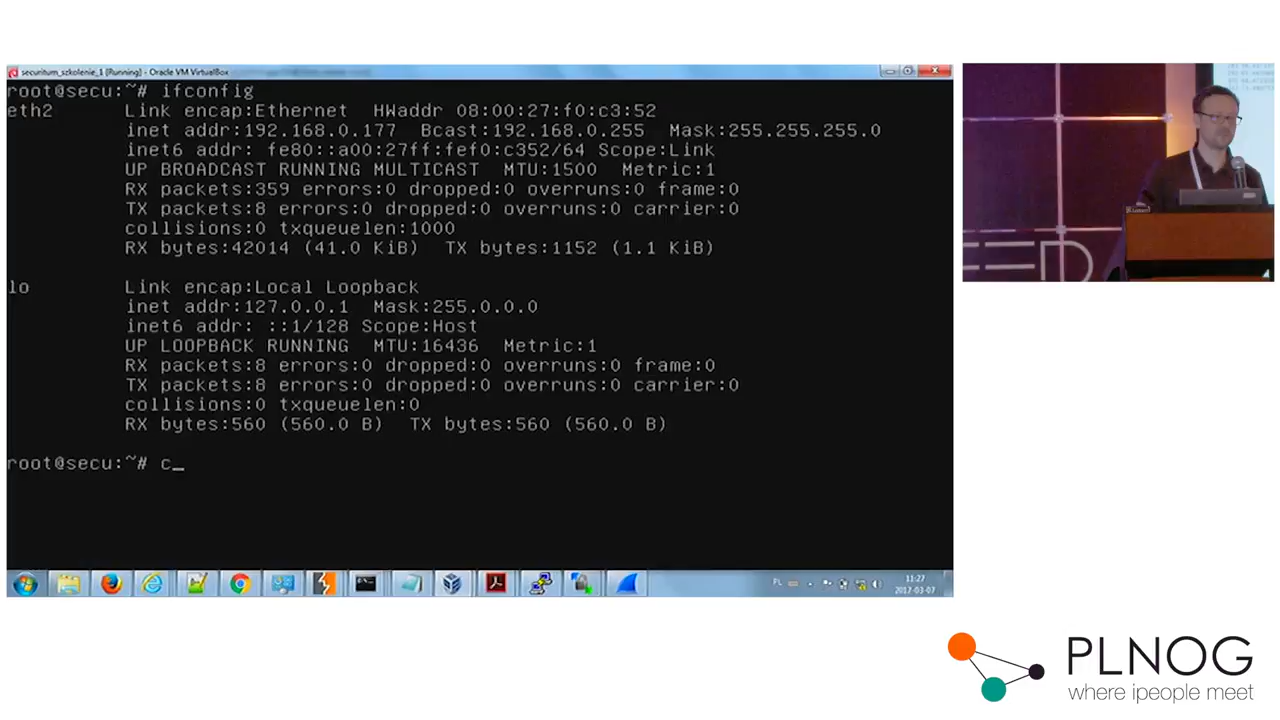 securitum_szkolenie_1 [Running] - Oracle VM VirtualBox
root@secu:~# ifconfig
eth2 Link encap:Ethernet HWaddr 08:00:27:f0:c3:52
inet addr:192.168.0.177 Bcast:192.168.0.255 Mask:255.255.255.0
inet6 addr: fe80::a00:27ff:fef0:c352/64 Scope:Link
UP BROADCAST RUNNING MULTICAST MTU:1500 Metric:1
RX packets:359 errors:0 dropped:0 overruns:0 frame:0
TX packets:8 errors:0 dropped:0 overruns:0 carrier:0
collisions:0 txqueuelen:1000
RX bytes:42014 (41.0 KiB) TX bytes:1152 (1.1 KiB)
lo Link encap:Local Loopback
inet addr:127.0.0.1 Mask:255.0.0.0
inet6 addr: ::1/128 Scope:Host
UP LOOPBACK RUNNING MTU:16436 Metric:1
RX packets:8 errors:0 dropped:0 overruns:0 frame:0
TX packets:8 errors:0 dropped:0 overruns:0 carrier:0
collisions:0 txqueuelen:0
RX bytes:560 (560.0 B) TX bytes:560 (560.0 B)
root@secu:~# c_
PL
11:27
2017-03-07
PLNOG
where ipeople meet